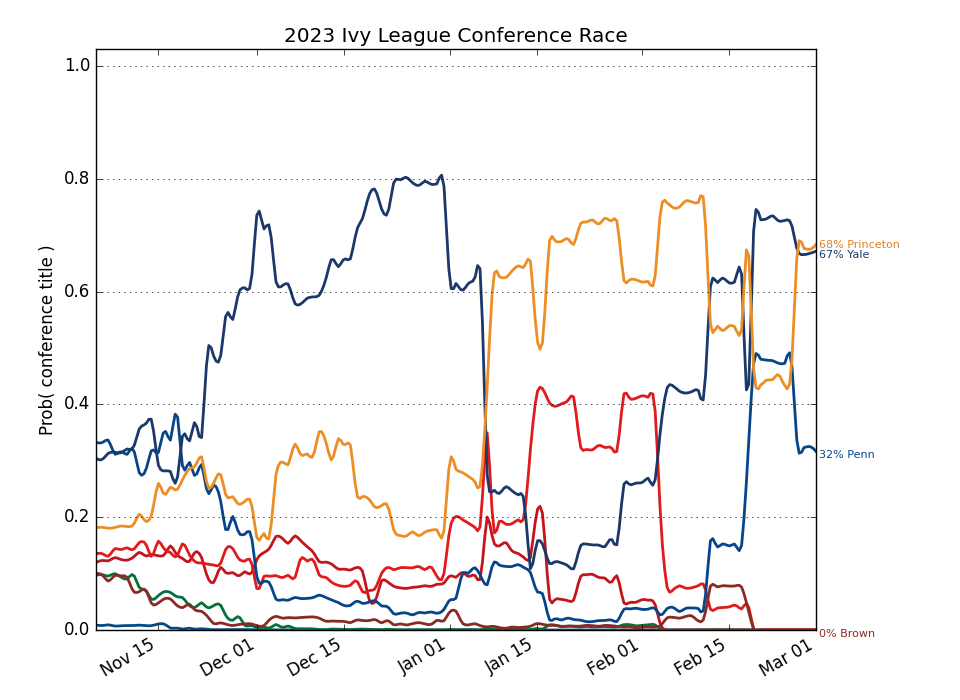 2023 Ivy League Conference Race
Prob( conference title )
1.0
0.8
0.6
0.4
0.2
0.0
68% Princeton
67% Yale
32% Penn
0% Brown
Nov 15
Dec 01
Dec 15
Jan 01
Jan 15
Feb 01
Feb 15
Mar 01